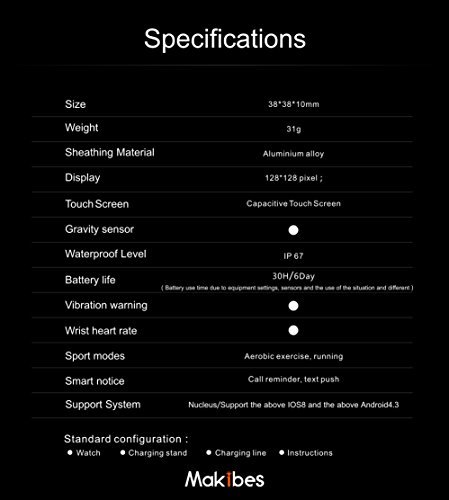 Specifications
Size 38*38*10mm
Weight 31g
Sheathing Material Aluminium alloy
Display 128*128 pixel ;
Touch Screen Capacitive Touch Screen
Gravity sensor ●
Waterproof Level IP 67
Battery life 30H/6Day
( Battery use time due to equipment settings, sensors and the use of the situation and different )
Vibration warning ●
Wrist heart rate ●
Sport modes Aerobic exercise, running
Smart notice Call reminder, text push
Support System Nucleus/Support the above IOS8 and the above Android4.3
Standard configuration :
● Watch ● Charging stand ● Charging line ● Instructions
Makibes